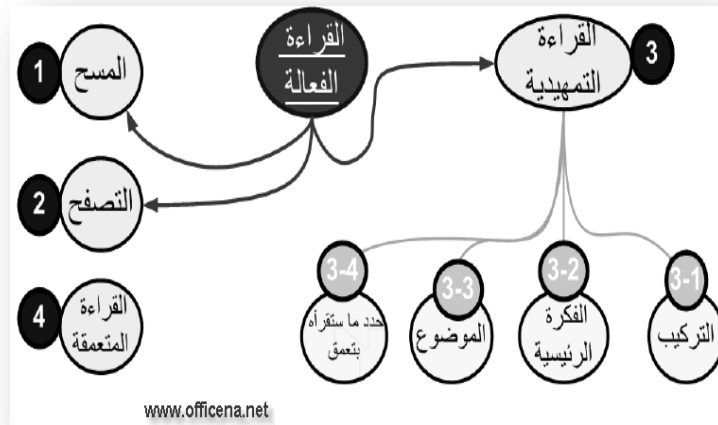 القراءة
الفعالة
1
المسح
2
التصفح
3
القراءة
التمهيدية
3-1
التركيب
3-2
الفكرة
الرئيسية
3-3
الموضوع
3-4
حدد ما ستقرأه
بتعمق
4
القراءة
المتعمقة
www.officena.net